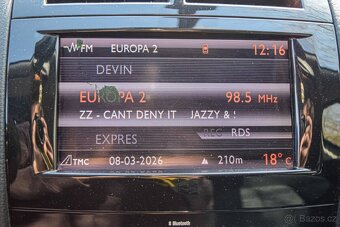 FM EUROPA 2 12:16
DEVIN
EUROPA 2 98.5 MHz
ZZ - CANT DENY IT JAZZY &
EXPRES REG RDS
TMC 08-03-2026 210m 18°C
Bluetooth
Sbazos.cz